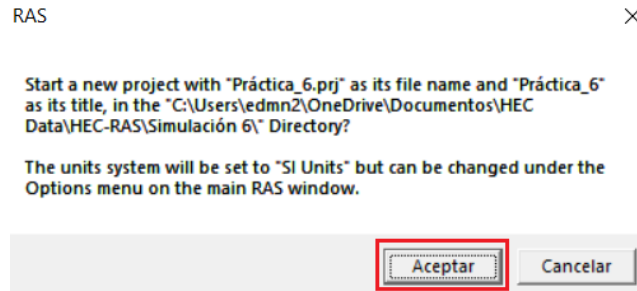 RAS
Start a new project with "Práctica_6.prj" as its file name and "Práctica_6"
as its title, in the "C:\Users\edmn2\OneDrive\Documentos\HEC
Data\HEC-RAS\Simulación 6\" Directory?
The units system will be set to "SI Units" but can be changed under the
Options menu on the main RAS window.
Aceptar Cancelar